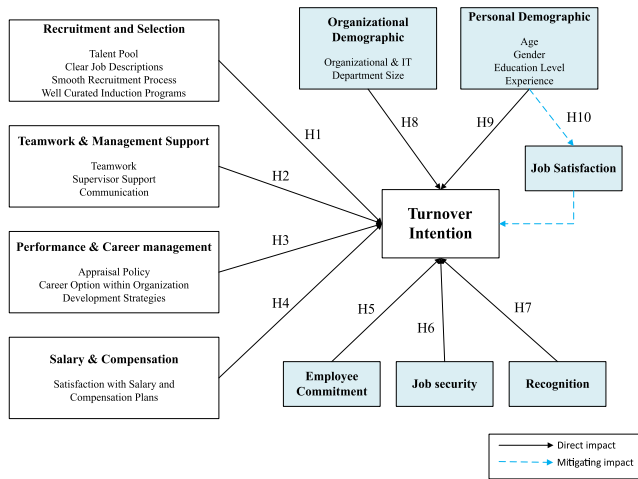 Recruitment and Selection
Talent Pool
Clear Job Descriptions
Smooth Recruitment Process
Well Curated Induction Programs
Teamwork & Management Support
Teamwork
Supervisor Support
Communication
Performance & Career management
Appraisal Policy
Career Option within Organization
Development Strategies
Salary & Compensation
Satisfaction with Salary and
Compensation Plans
Organizational
Demographic
Organizational & IT
Department Size
Personal Demographic
Age
Gender
Education Level
Experience
H1
H2
H3
H4
H8
H9
H10
Job Satisfaction
Turnover
Intention
H5
H6
H7
Employee
Commitment
Job security
Recognition
Direct impact
Mitigating impact